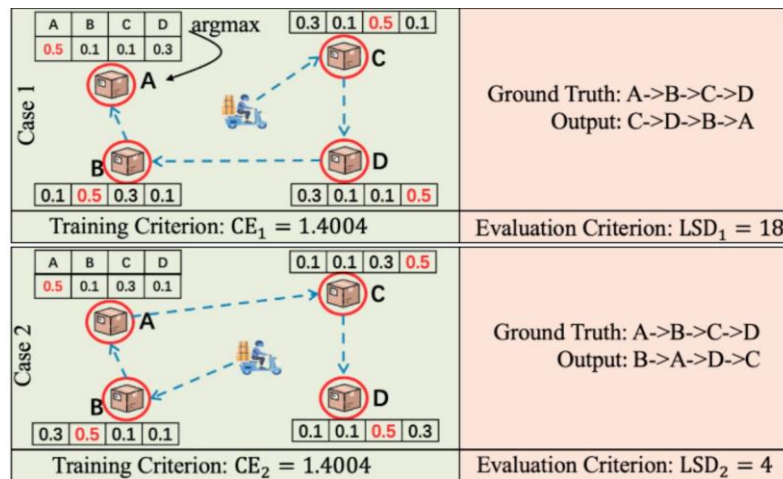 A B C D
0.5 0.1 0.1 0.3
argmax
0.3 0.1 0.5 0.1
A
C
Case 1
B
D
0.1 0.5 0.3 0.1
0.3 0.1 0.1 0.5
Ground Truth: A->B->C->D
Output: C->D->B->A
Training Criterion: CE₁ = 1.4004
Evaluation Criterion: LSD₁ = 18
A B C D
0.5 0.1 0.3 0.1
0.1 0.1 0.3 0.5
A
C
Case 2
B
D
0.3 0.5 0.1 0.1
0.1 0.1 0.5 0.3
Ground Truth: A->B->C->D
Output: B->A->D->C
Training Criterion: CE₂ = 1.4004
Evaluation Criterion: LSD₂ = 4